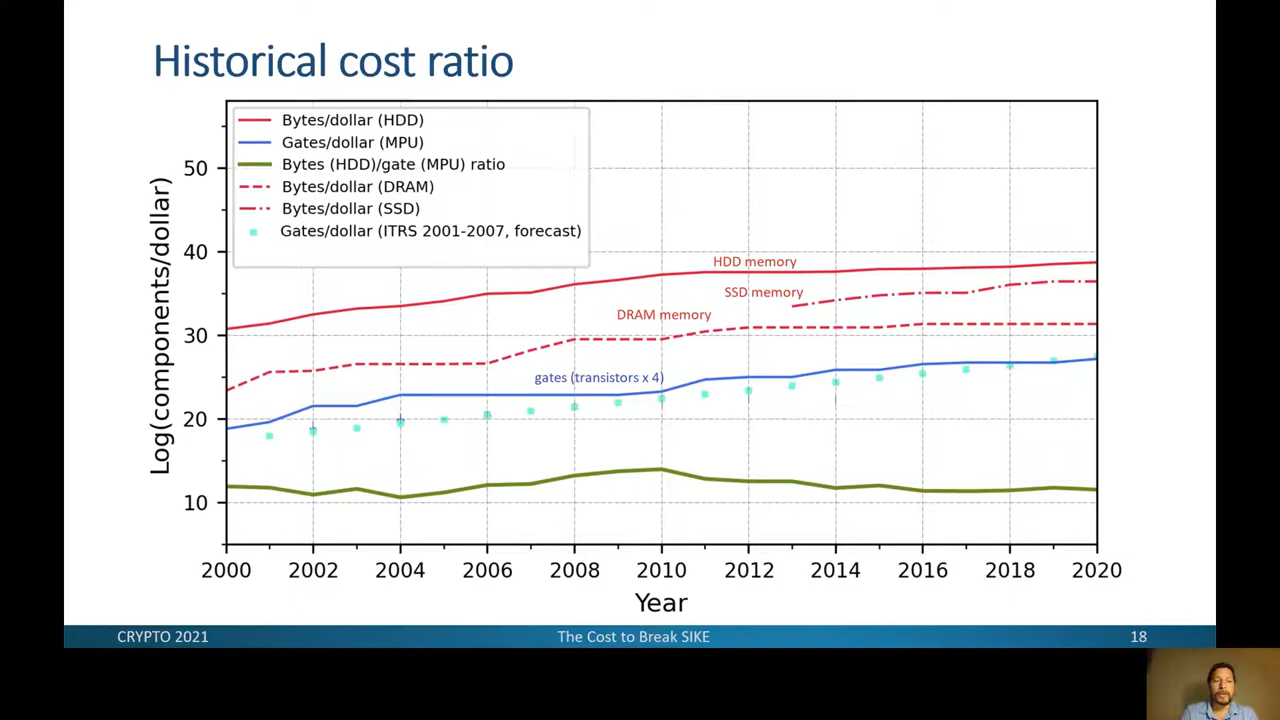 Historical cost ratio
Bytes/dollar (HDD)
Gates/dollar (MPU)
Bytes (HDD)/gate (MPU) ratio
Bytes/dollar (DRAM)
Bytes/dollar (SSD)
Gates/dollar (ITRS 2001-2007, forecast)
Log(components/dollar)
50
40
30
20
10
HDD memory
SSD memory
DRAM memory
gates (transistors x 4)
2000 2002 2004 2006 2008 2010 2012 2014 2016 2018 2020
Year
CRYPTO 2021 The Cost to Break SIKE 18